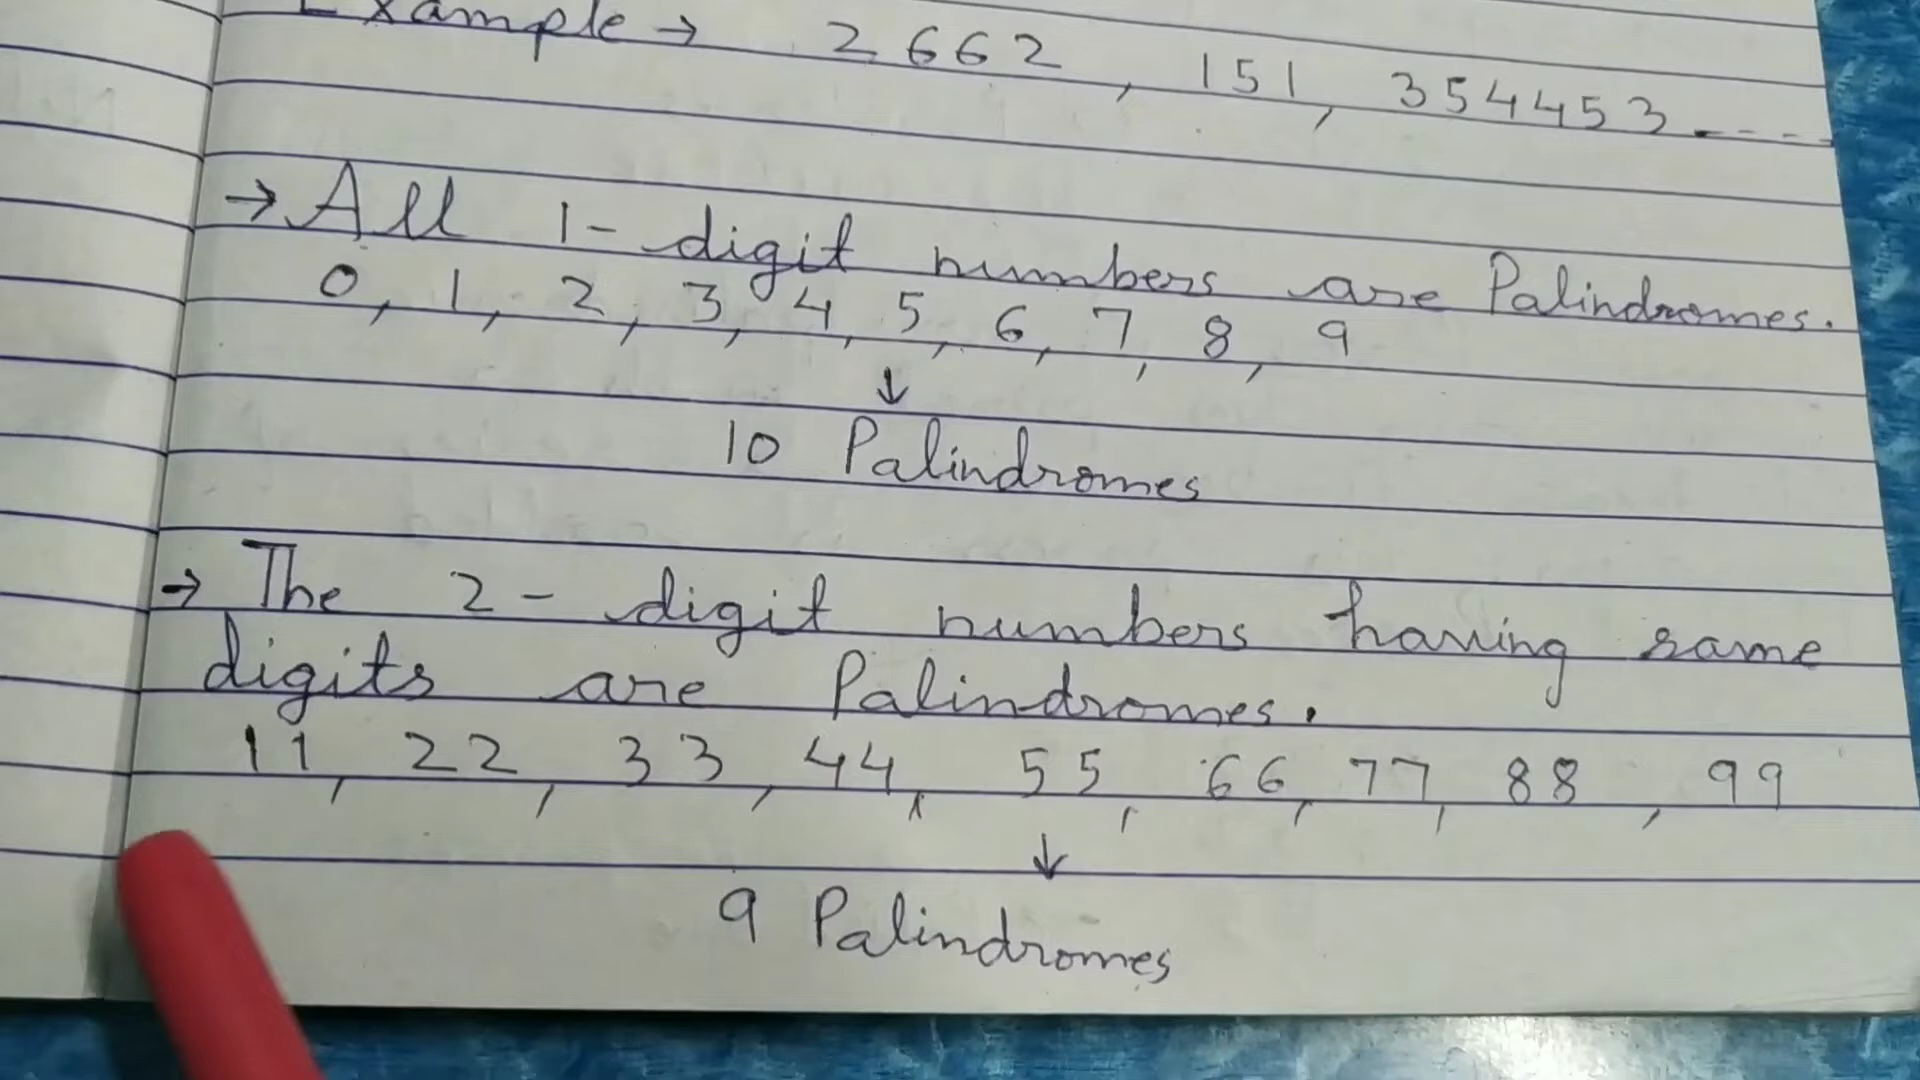 Example → 2662, 151, 354453.---
→ All 1-digit numbers are Palindromes.
0, 1, 2, 3, 4, 5, 6, 7, 8, 9
↓
10 Palindromes
→ The 2-digit numbers having same
digits are Palindromes.
11, 22, 33, 44, 55, 66, 77, 88, 99
↓
9 Palindromes